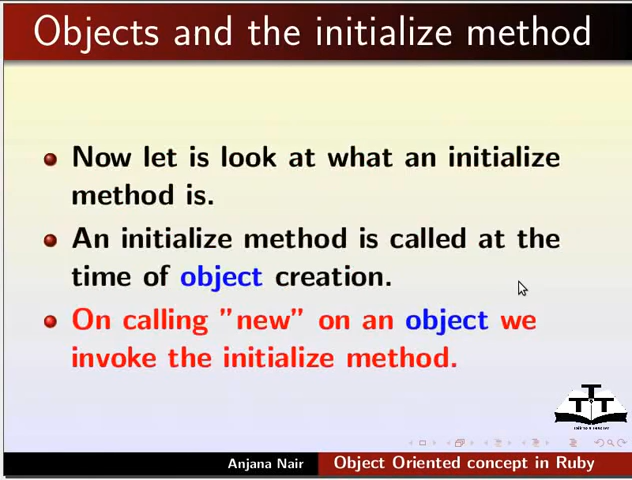 Objects and the initialize method
Now let is look at what an initialize
method is.
An initialize method is called at the
time of object creation.
On calling "new" on an object we
invoke the initialize method.
TTT
Anjana Nair
Object Oriented concept in Ruby